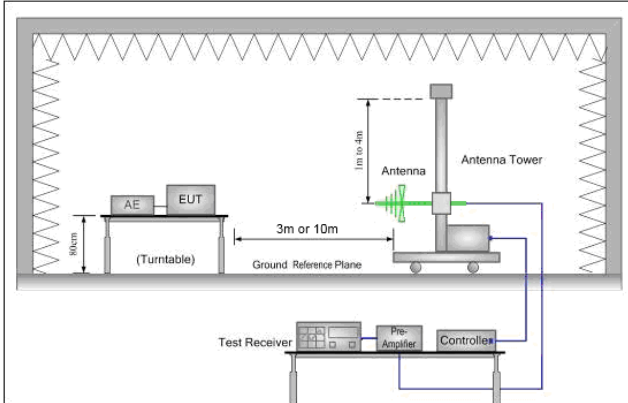 1m to 4m
Antenna
Antenna Tower
AE
EUT
80cm
(Turntable)
3m or 10m
Ground Reference Plane
Test Receiver
Pre-
Amplifier
Controlle